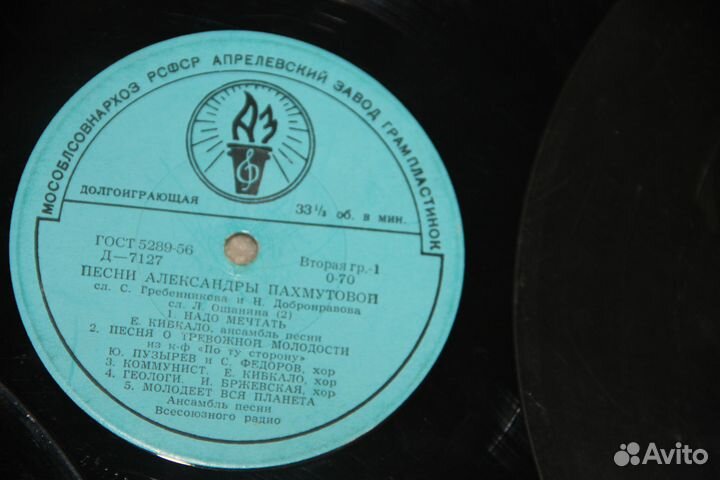 МОСОБЛСОВНАРХОЗ РСФСР АПРЕЛЕВСКИЙ ЗАВОД ГРАМПЛАСТИНОК
АЗ
ДОЛГОИГРАЮЩАЯ
33⅓ об. в мин.
ГОСТ 5289-56
Д—7127
Вторая гр.-1
0-70
ПЕСНИ АЛЕКСАНДРЫ ПАХМУТОВОЙ
сл. С. Гребенникова и Н. Добронравова
сл. Л. Ошанина (2)
1. НАДО МЕЧТАТЬ
Е. КИБКАЛО, ансамбль песни
2. ПЕСНЯ О ТРЕВОЖНОЙ МОЛОДОСТИ
из к-ф «По ту сторону»
Ю. ПУЗЫРЕВ и С. ФЕДОРОВ, хор
3. КОММУНИСТ. Е. КИБКАЛО, хор
4. ГЕОЛОГИ. И. БРЖЕВСКАЯ, хор
5. МОЛОДЕЕТ ВСЯ ПЛАНЕТА
Ансамбль песни
Всесоюзного радио
Avito